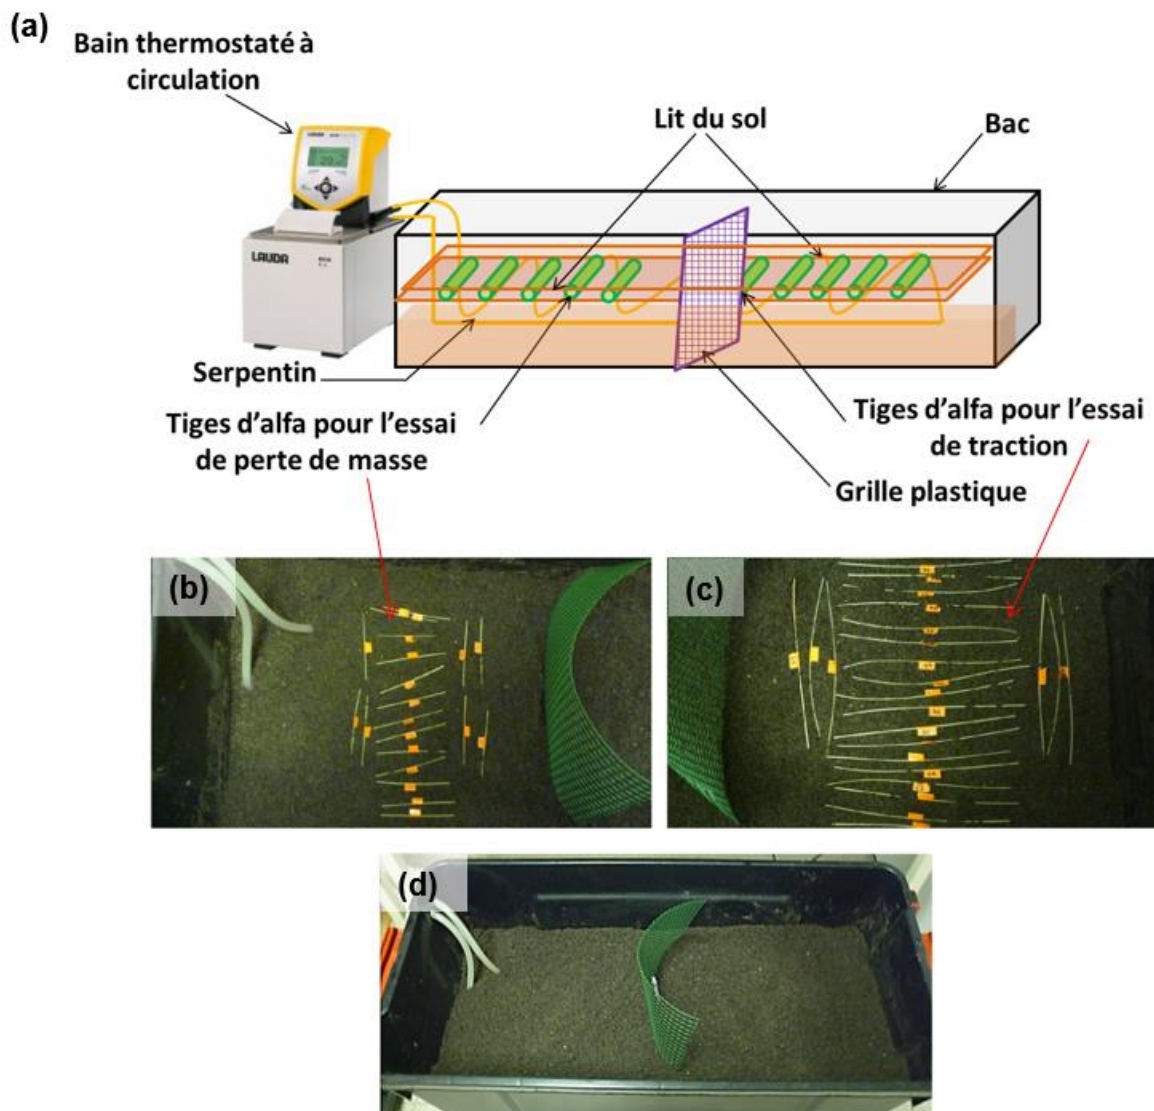 (a)
Bain thermostaté à
circulation
Lit du sol
Bac
LAUDA
LAUDA
Serpentin
Tiges d'alfa pour l'essai
de perte de masse
Tiges d'alfa pour l'essai
de traction
Grille plastique
(b)
(c)
(d)